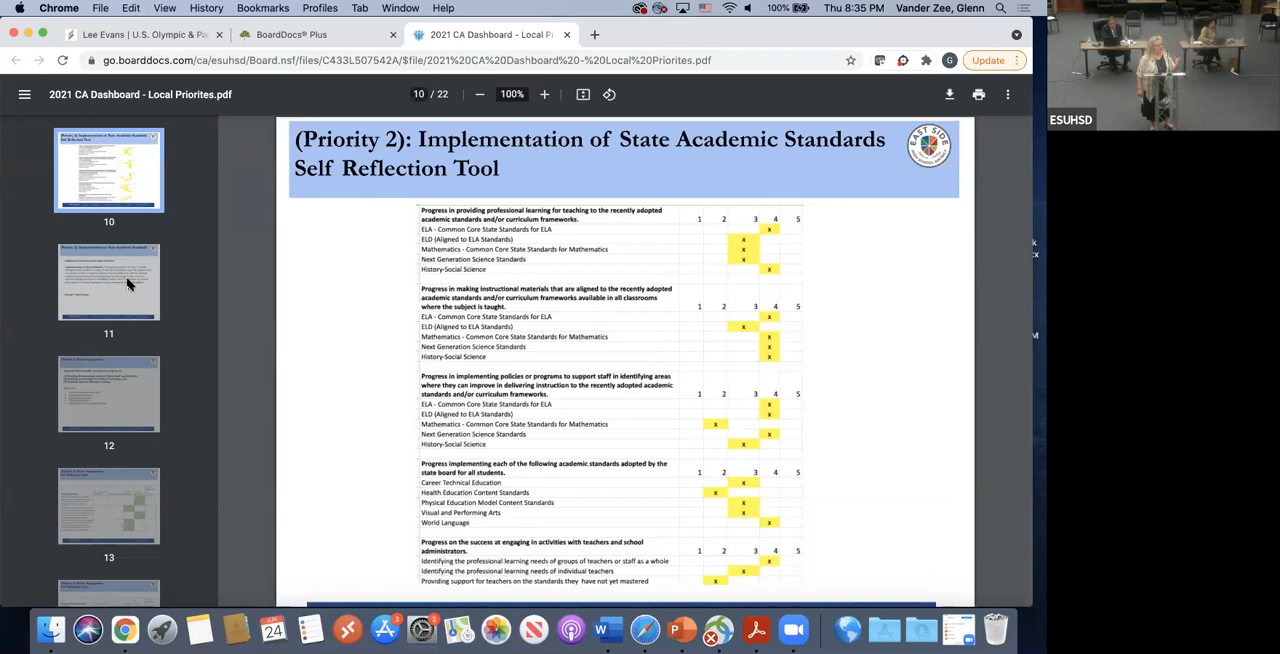 Chrome File Edit View History Bookmarks Profiles Tab Window Help 100% Thu 8:35 PM Vander Zee, Glenn
Lee Evans | U.S. Olympic & Pa
BoardDocs® Plus
2021 CA Dashboard - Local Pr
go.boarddocs.com/ca/esuhsd/Board.nsf/files/C433L507542A/$file/2021%20CA%20Dashboard%20-%20Local%20Priorites.pdf
G
Update
2021 CA Dashboard - Local Priorites.pdf
10 / 22
100%
ESUHSD
10
11
12
13
(Priority 2): Implementation of State Academic Standards
Self Reflection Tool
EAST SIDE
Progress in providing professional learning for teaching to the recently adopted
academic standards and/or curriculum frameworks. 1 2 3 4 5
ELA - Common Core State Standards for ELA x
ELD (Aligned to ELA Standards) x
Mathematics - Common Core State Standards for Mathematics x
Next Generation Science Standards x
History-Social Science x
Progress in making instructional materials that are aligned to the recently adopted
academic standards and/or curriculum frameworks available in all classrooms
where the subject is taught. 1 2 3 4 5
ELA - Common Core State Standards for ELA x
ELD (Aligned to ELA Standards) x
Mathematics - Common Core State Standards for Mathematics x
Next Generation Science Standards x
History-Social Science x
Progress in implementing policies or programs to support staff in identifying areas
where they can improve in delivering instruction to the recently adopted academic
standards and/or curriculum frameworks. 1 2 3 4 5
ELA - Common Core State Standards for ELA x
ELD (Aligned to ELA Standards) x
Mathematics - Common Core State Standards for Mathematics x
Next Generation Science Standards x
History-Social Science x
Progress implementing each of the following academic standards adopted by the
state board for all students. 1 2 3 4 5
Career Technical Education x
Health Education Content Standards x
Physical Education Model Content Standards x
Visual and Performing Arts x
World Language x
Progress on the success at engaging in activities with teachers and school
administrators. 1 2 3 4 5
Identifying the professional learning needs of groups of teachers or staff as a whole x
Identifying the professional learning needs of individual teachers x
Providing support for teachers on the standards they have not yet mastered x
JUN
24
3
2